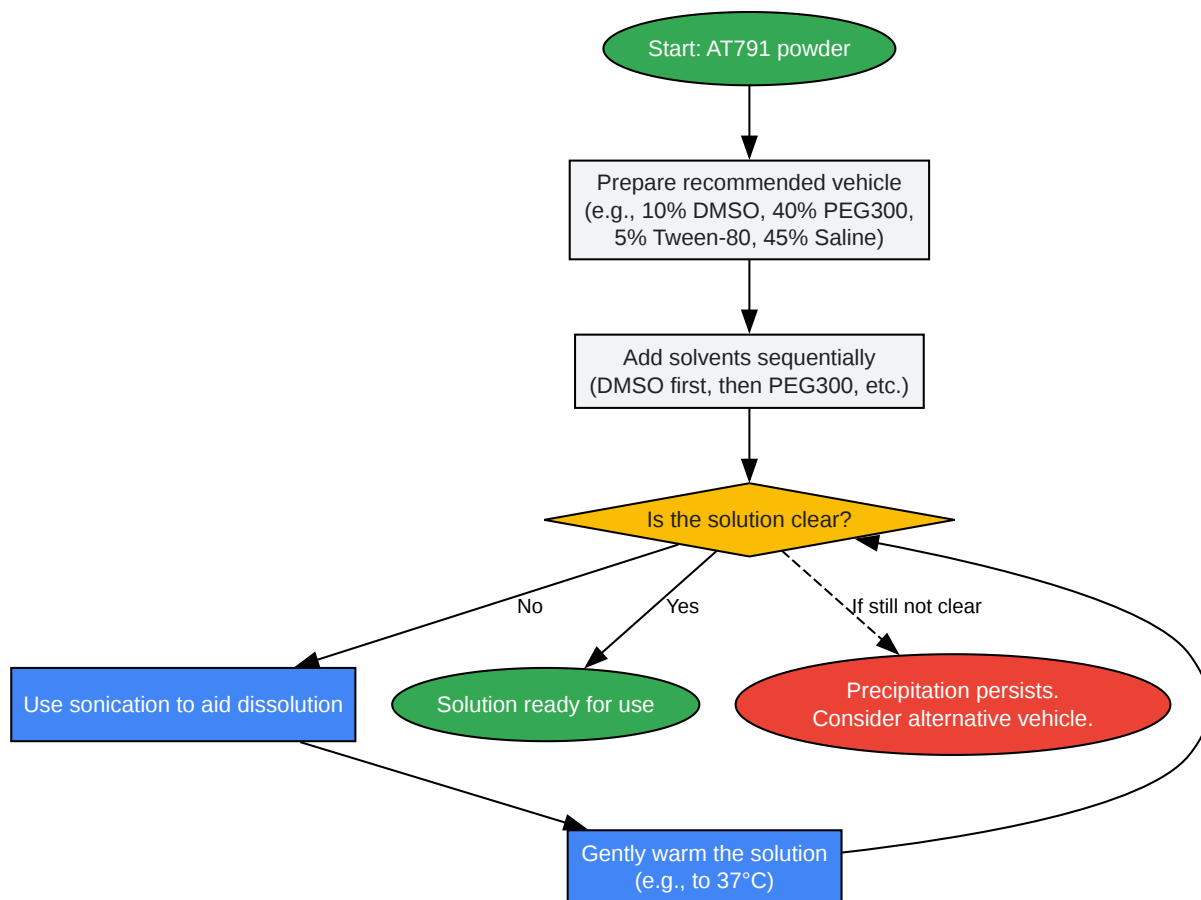 Start: AT791 powder
Prepare recommended vehicle
(e.g., 10% DMSO, 40% PEG300,
5% Tween-80, 45% Saline)
Add solvents sequentially
(DMSO first, then PEG300, etc.)
Is the solution clear?
No
Yes
If still not clear
Use sonication to aid dissolution
Solution ready for use
Precipitation persists.
Consider alternative vehicle.
Gently warm the solution
(e.g., to 37°C)